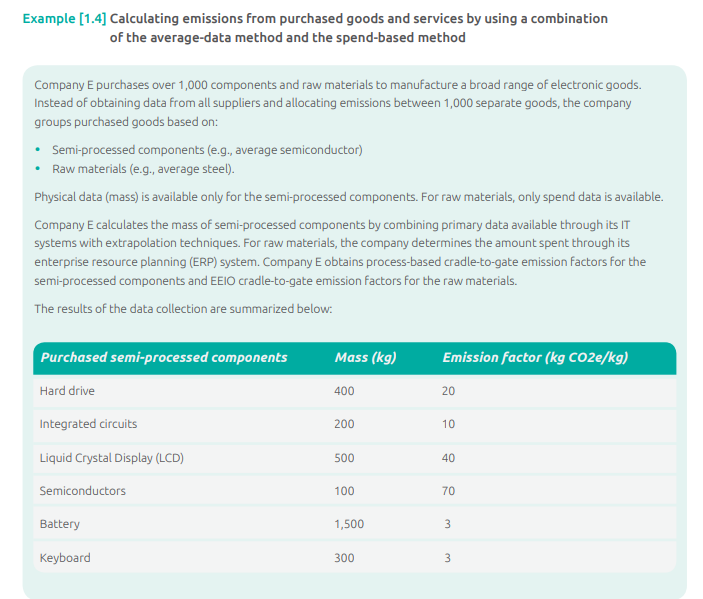 Example [1.4] Calculating emissions from purchased goods and services by using a combination
of the average-data method and the spend-based method
Company E purchases over 1,000 components and raw materials to manufacture a broad range of electronic goods.
Instead of obtaining data from all suppliers and allocating emissions between 1,000 separate goods, the company
groups purchased goods based on:
• Semi-processed components (e.g., average semiconductor)
• Raw materials (e.g., average steel).
Physical data (mass) is available only for the semi-processed components. For raw materials, only spend data is available.
Company E calculates the mass of semi-processed components by combining primary data available through its IT
systems with extrapolation techniques. For raw materials, the company determines the amount spent through its
enterprise resource planning (ERP) system. Company E obtains process-based cradle-to-gate emission factors for the
semi-processed components and EEIO cradle-to-gate emission factors for the raw materials.
The results of the data collection are summarized below:
Purchased semi-processed components Mass (kg) Emission factor (kg CO2e/kg)
Hard drive 400 20
Integrated circuits 200 10
Liquid Crystal Display (LCD) 500 40
Semiconductors 100 70
Battery 1,500 3
Keyboard 300 3